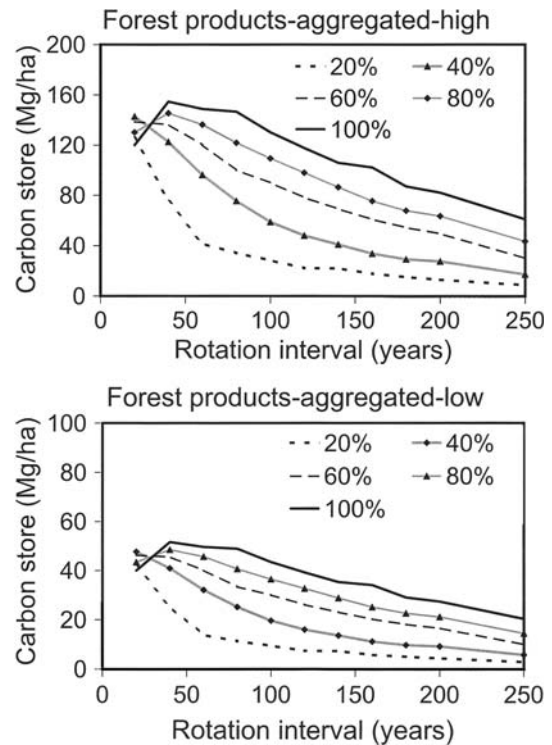 Forest products-aggregated-high
Carbon store (Mg/ha)
200
160
120
80
40
0
20% 40%
60% 80%
100%
0 50 100 150 200 250
Rotation interval (years)
Forest products-aggregated-low
Carbon store (Mg/ha)
100
80
60
40
20
0
20% 40%
60% 80%
100%
0 50 100 150 200 250
Rotation interval (years)